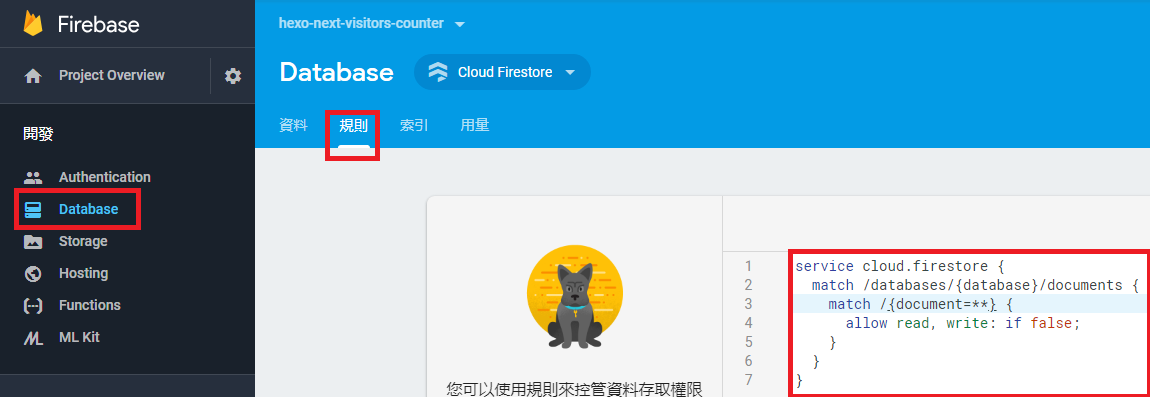 Firebase
Project Overview
開發
Authentication
Database
Storage
Hosting
Functions
ML Kit
hexo-next-visitors-counter
Database
Cloud Firestore
資料 規則 索引 用量
您可以使用規則來控管資料存取權限
1 service cloud.firestore {
2 match /databases/{database}/documents {
3 match /{document=**} {
4 allow read, write: if false;
5 }
6 }
7 }